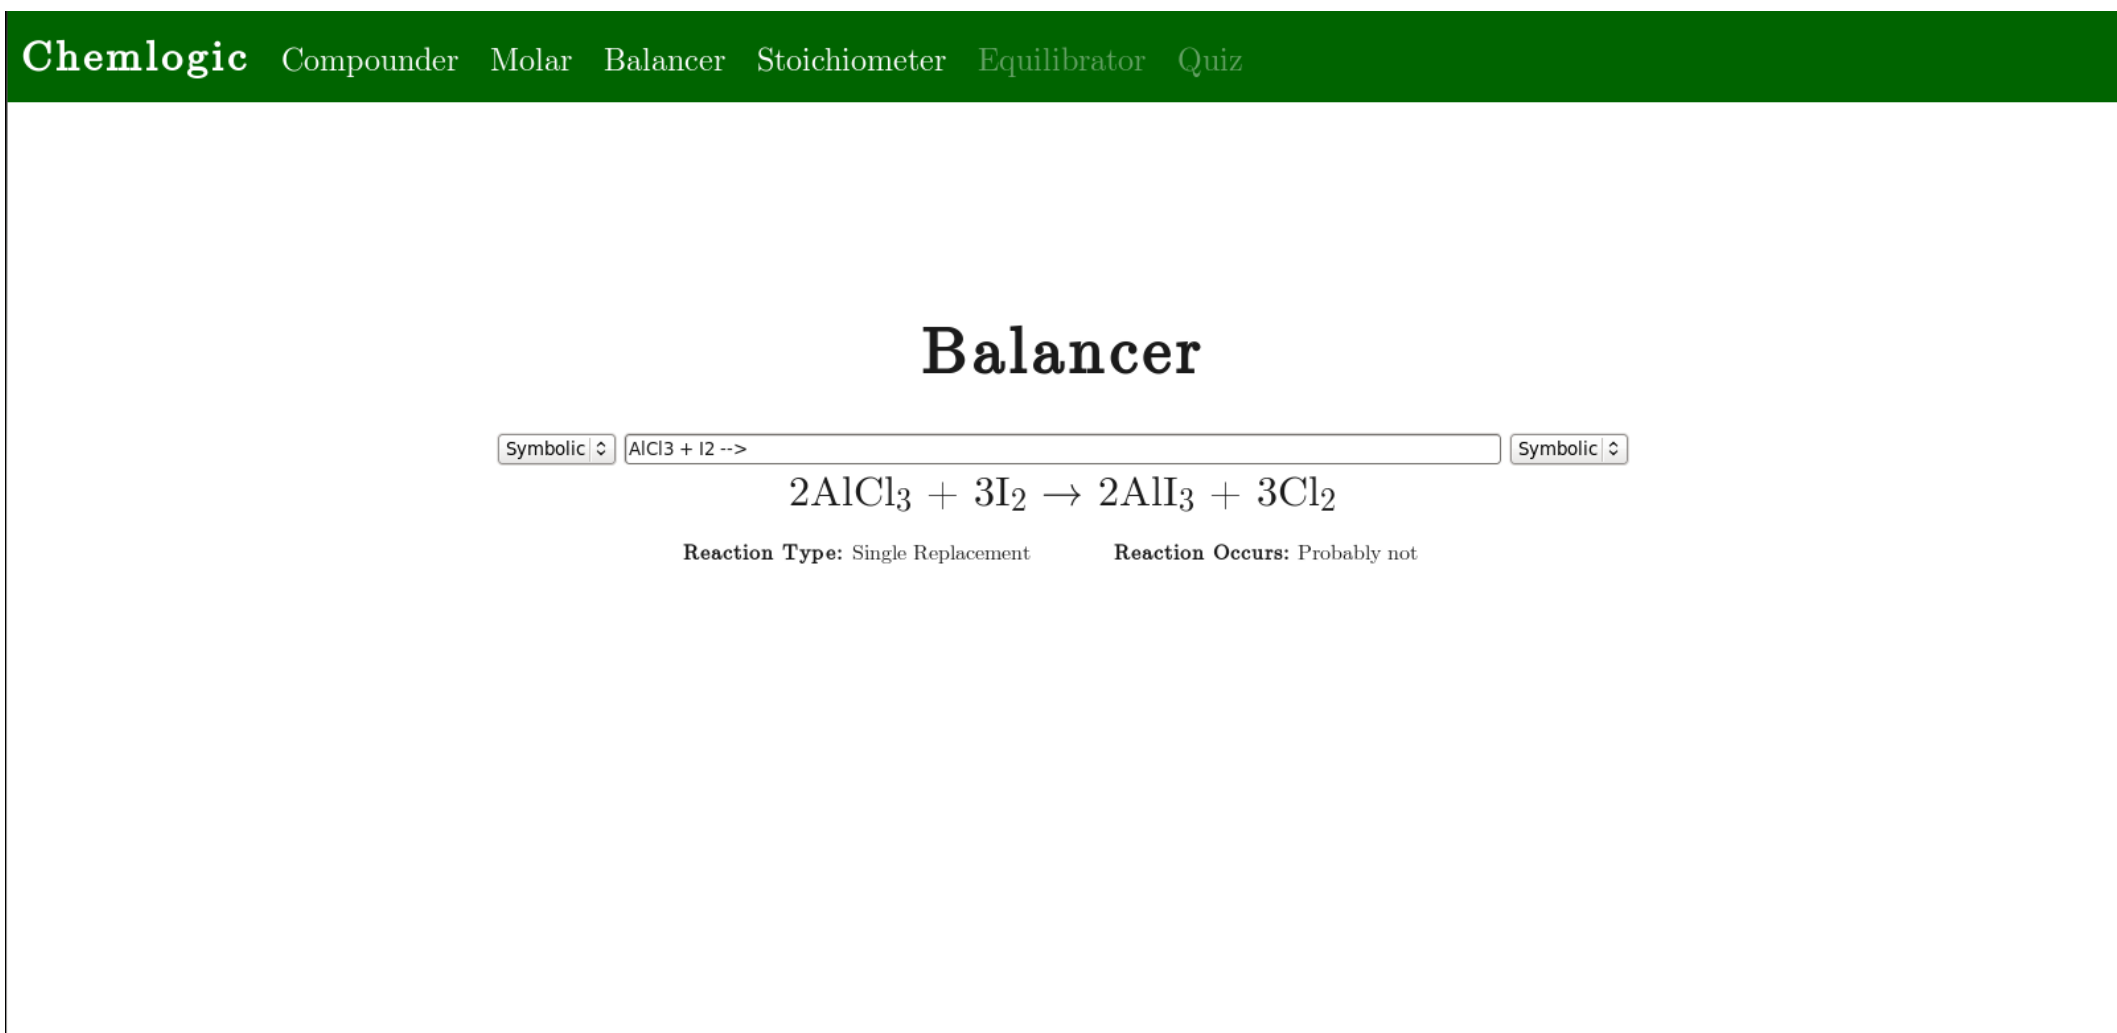 Chemlogic Compounder Molar Balancer Stoichiometer Equilibrator Quiz
Balancer
Symbolic AlCl3 + I2 --> Symbolic
2AlCl₃ + 3I₂ → 2AlI₃ + 3Cl₂
Reaction Type: Single Replacement Reaction Occurs: Probably not